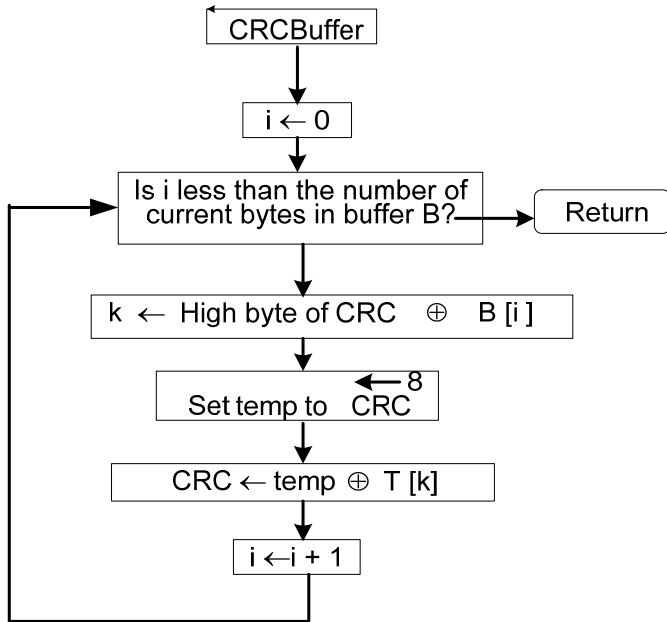 CRCBuffer
i ← 0
Is i less than the number of
current bytes in buffer B?
Return
k ← High byte of CRC ⊕ B [i ]
←8
Set temp to CRC
CRC ← temp ⊕ T [k]
i ←i + 1